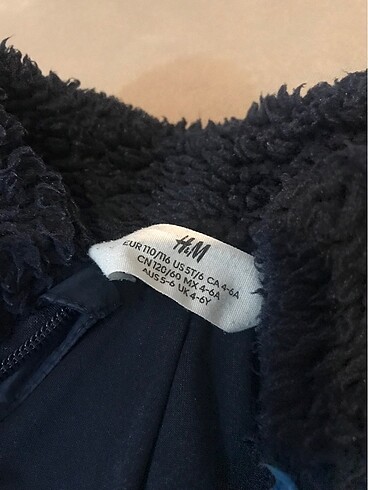 H&M
EUR 110/116 US 5T/6 CA 4-6A
CN 120/60 MX 4-6A
AUS 5-6 UK 4-6Y